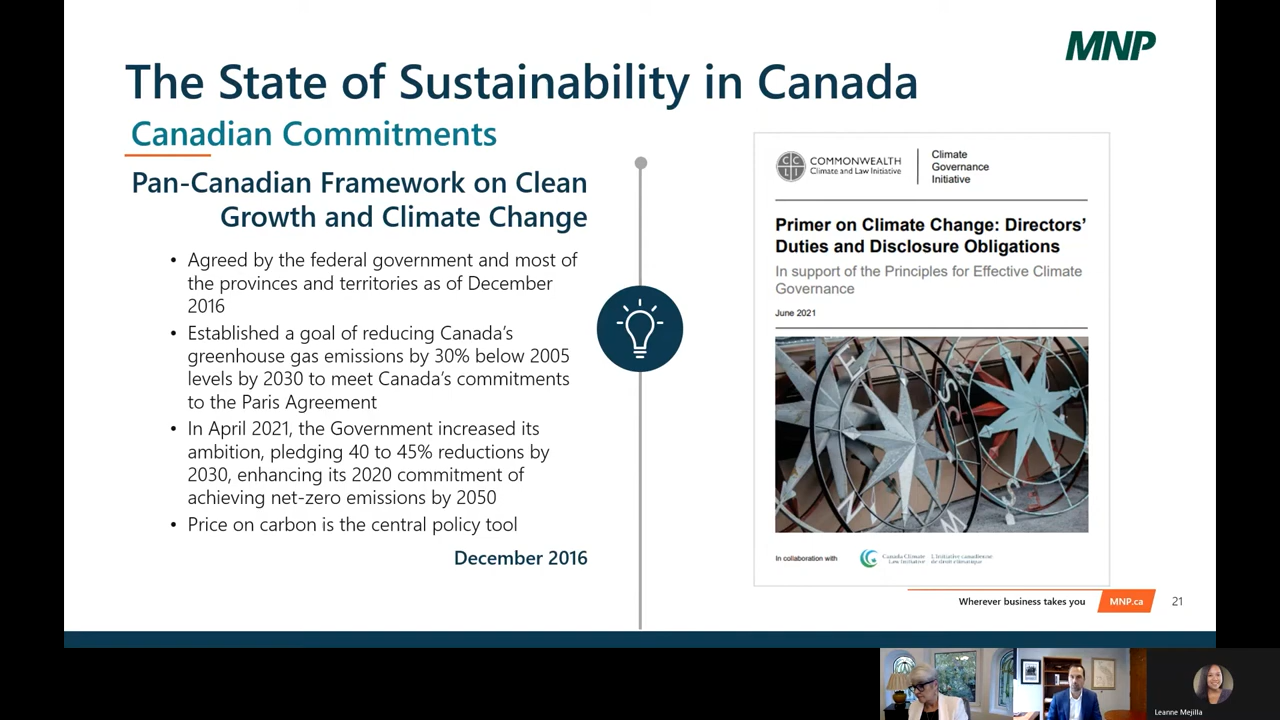 MNP
The State of Sustainability in Canada
Canadian Commitments
Pan-Canadian Framework on Clean
Growth and Climate Change
• Agreed by the federal government and most of
the provinces and territories as of December
2016
• Established a goal of reducing Canada's
greenhouse gas emissions by 30% below 2005
levels by 2030 to meet Canada's commitments
to the Paris Agreement
• In April 2021, the Government increased its
ambition, pledging 40 to 45% reductions by
2030, enhancing its 2020 commitment of
achieving net-zero emissions by 2050
• Price on carbon is the central policy tool
December 2016
C C
L I
COMMONWEALTH
Climate and Law Initiative
Climate
Governance
Initiative
Primer on Climate Change: Directors'
Duties and Disclosure Obligations
In support of the Principles for Effective Climate
Governance
June 2021
E
S
N
M
S
In collaboration with
Canada Climate
Law Initiative
L'Initiative canadienne
de droit climatique
Wherever business takes you
MNP.ca
21
Leanne Mejilla